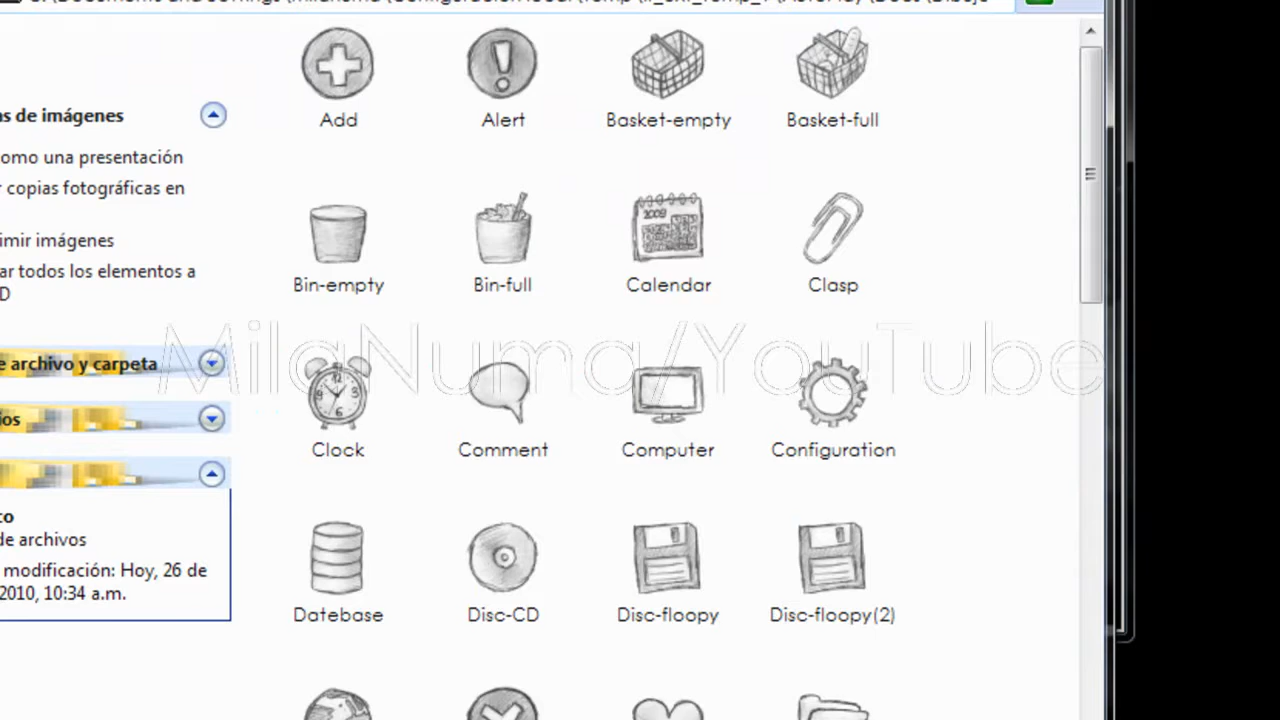 Add Alert Basket-empty Basket-full
s de imágenes
omo una presentación
copias fotográficas en
Bin-empty Bin-full Calendar Clasp
imir imágenes
ar todos los elementos a
D
MilaNuma/YouTube
e archivo y carpeta
ios
Clock Comment Computer Configuration
to
de archivos
modificación: Hoy, 26 de
2010, 10:34 a.m.
Datebase Disc-CD Disc-floopy Disc-floopy(2)